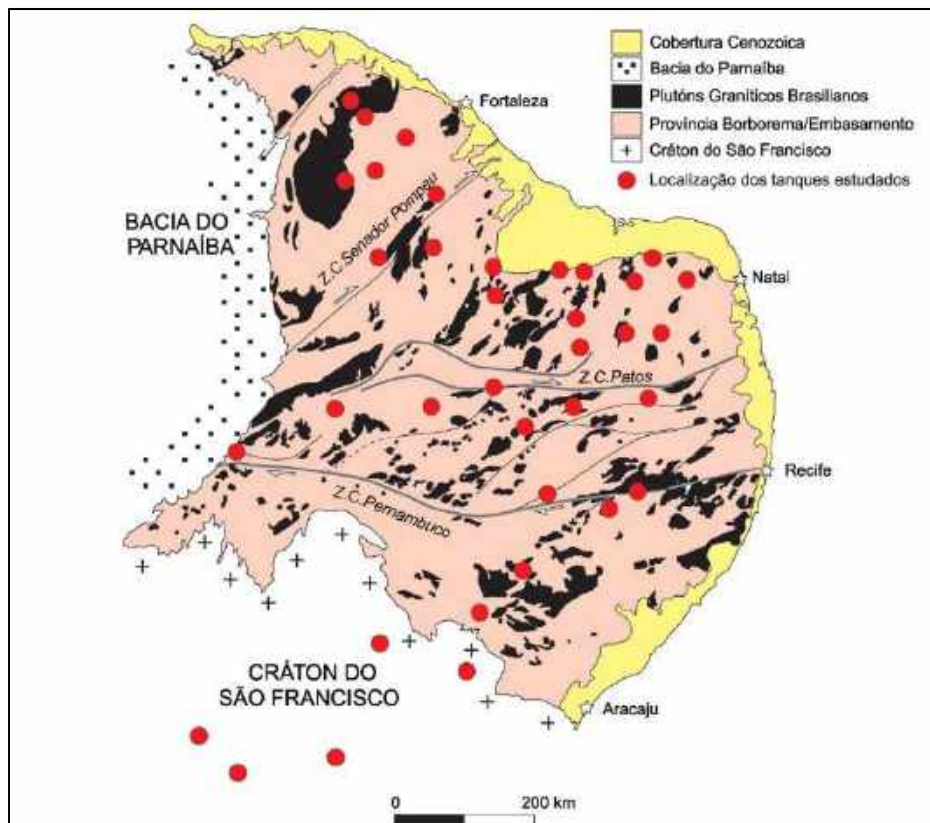 Cobertura Cenozoica
Bacia do Parnaíba
Plutóns Graníticos Brasilianos
Província Borborema/Embasamento
Cráton do São Francisco
Localização dos tanques estudados
Fortaleza
BACIA DO
PARNAÍBA
Z.C.Senador Pompeu
Natal
Z.C.Patos
Recife
Z.C.Pernambuco
CRÁTON DO
SÃO FRANCISCO
Aracaju
0 200 km